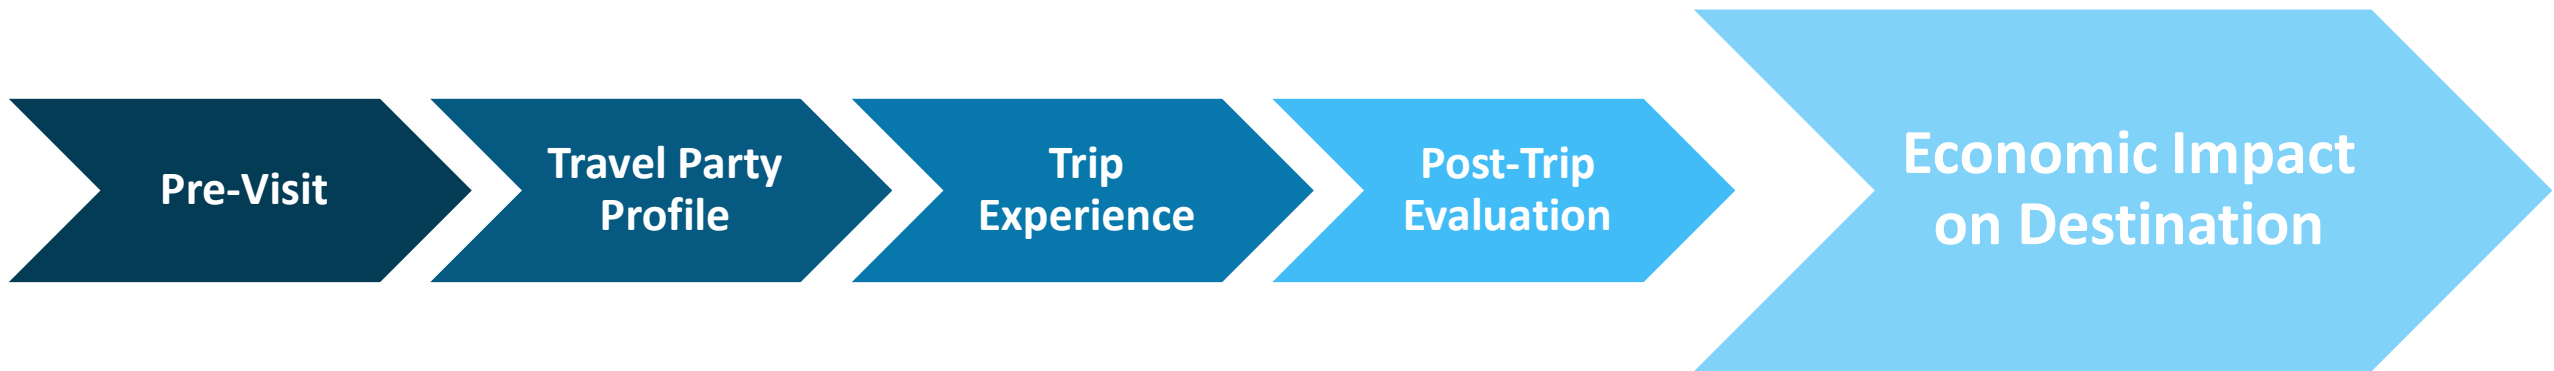 Pre-Visit
Travel Party
Profile
Trip
Experience
Post-Trip
Evaluation
Economic Impact
on Destination